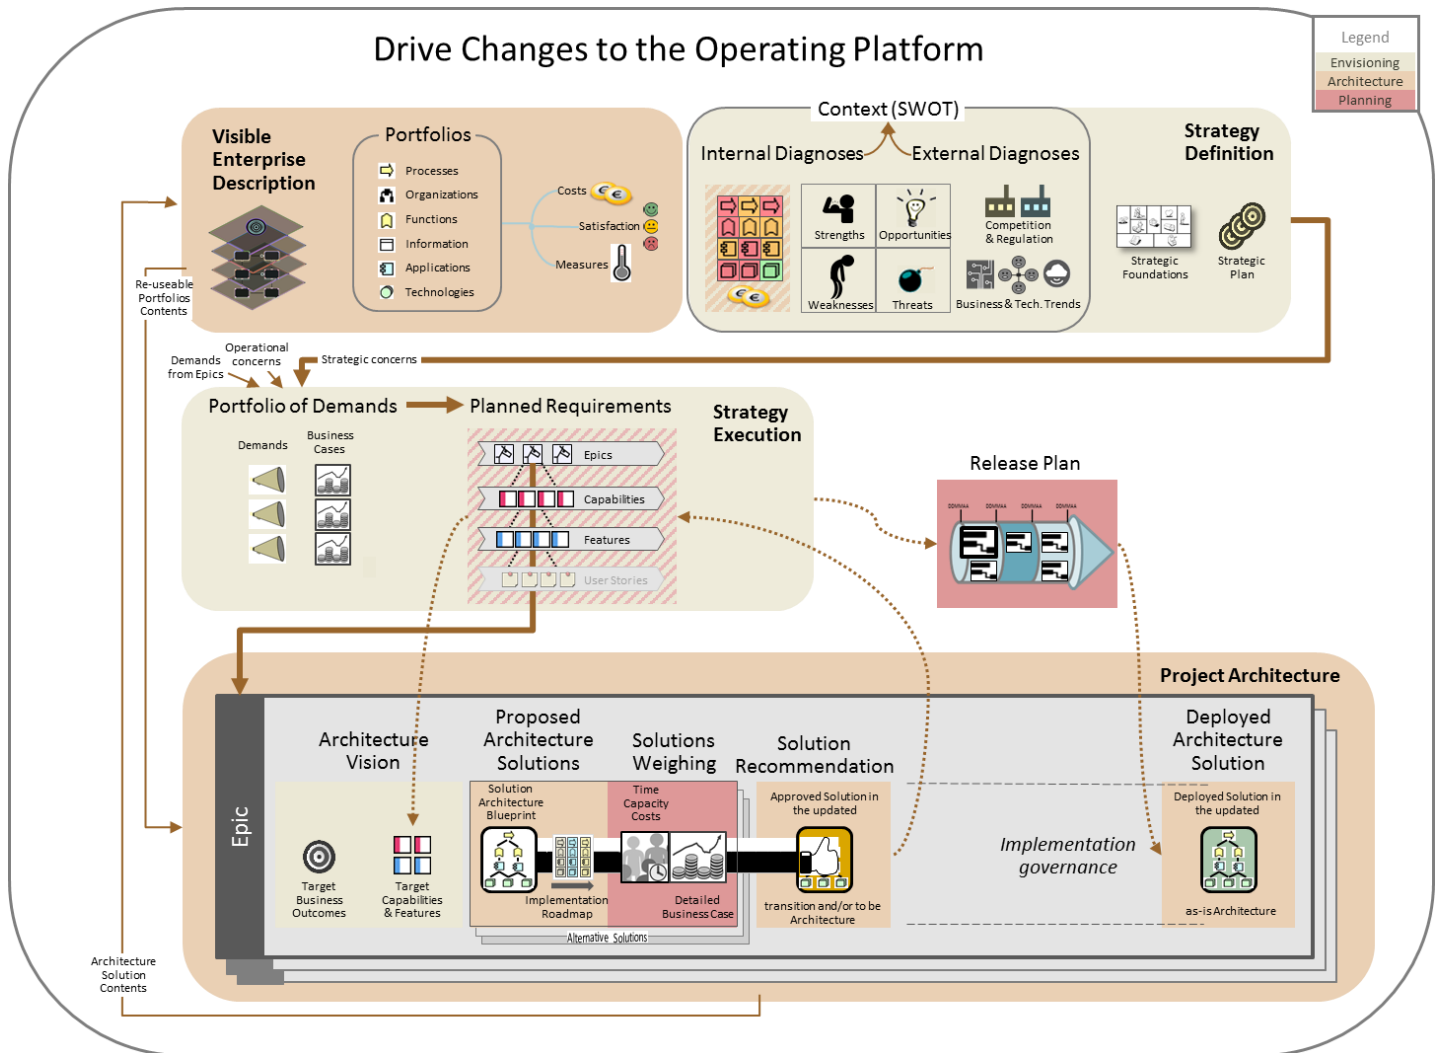 Drive Changes to the Operating Platform
Legend
Envisioning
Architecture
Planning
Visible
Enterprise
Description
Portfolios
Processes
Organizations
Functions
Information
Applications
Technologies
Costs
Satisfaction
Measures
Context (SWOT)
Internal Diagnoses
External Diagnoses
Strengths
Opportunities
Weaknesses
Threats
Competition
& Regulation
Business & Tech. Trends
Strategy
Definition
Strategic
Foundations
Strategic
Plan
Re-useable
Portfolios
Contents
Demands
from Epics
Operational
concerns
Strategic concerns
Portfolio of Demands
Demands
Business
Cases
Planned Requirements
Epics
Capabilities
Features
User Stories
Strategy
Execution
Release Plan
DDMMAA DDMMAA DDMMAA DDMMAA
Project Architecture
Epic
Architecture
Vision
Target
Business
Outcomes
Target
Capabilities
& Features
Proposed
Architecture
Solutions
Solution
Architecture
Blueprint
Implementation
Roadmap
Solutions
Weighing
Time
Capacity
Costs
Detailed
Business Case
Alternative Solutions
Solution
Recommendation
Approved Solution in
the updated
transition and/or to be
Architecture
Implementation
governance
Deployed
Architecture
Solution
Deployed Solution in
the updated
as-is Architecture
Architecture
Solution
Contents